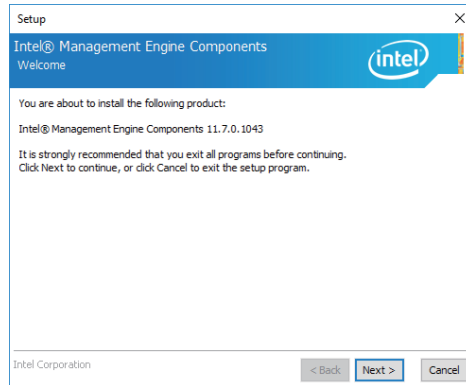 Setup
Intel® Management Engine Components
Welcome
intel
You are about to install the following product:
Intel® Management Engine Components 11.7.0.1043
It is strongly recommended that you exit all programs before continuing.
Click Next to continue, or click Cancel to exit the setup program.
Intel Corporation
< Back
Next >
Cancel